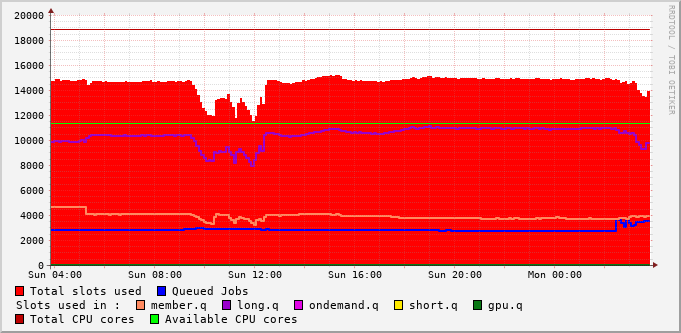 20000
18000
16000
14000
12000
10000
8000
6000
4000
2000
0
Sun 04:00 Sun 08:00 Sun 12:00 Sun 16:00 Sun 20:00 Mon 00:00
RRDTOOL / TOBI OETIKER
Total slots used Queued Jobs
Slots used in : member.q long.q ondemand.q short.q gpu.q
Total CPU cores Available CPU cores